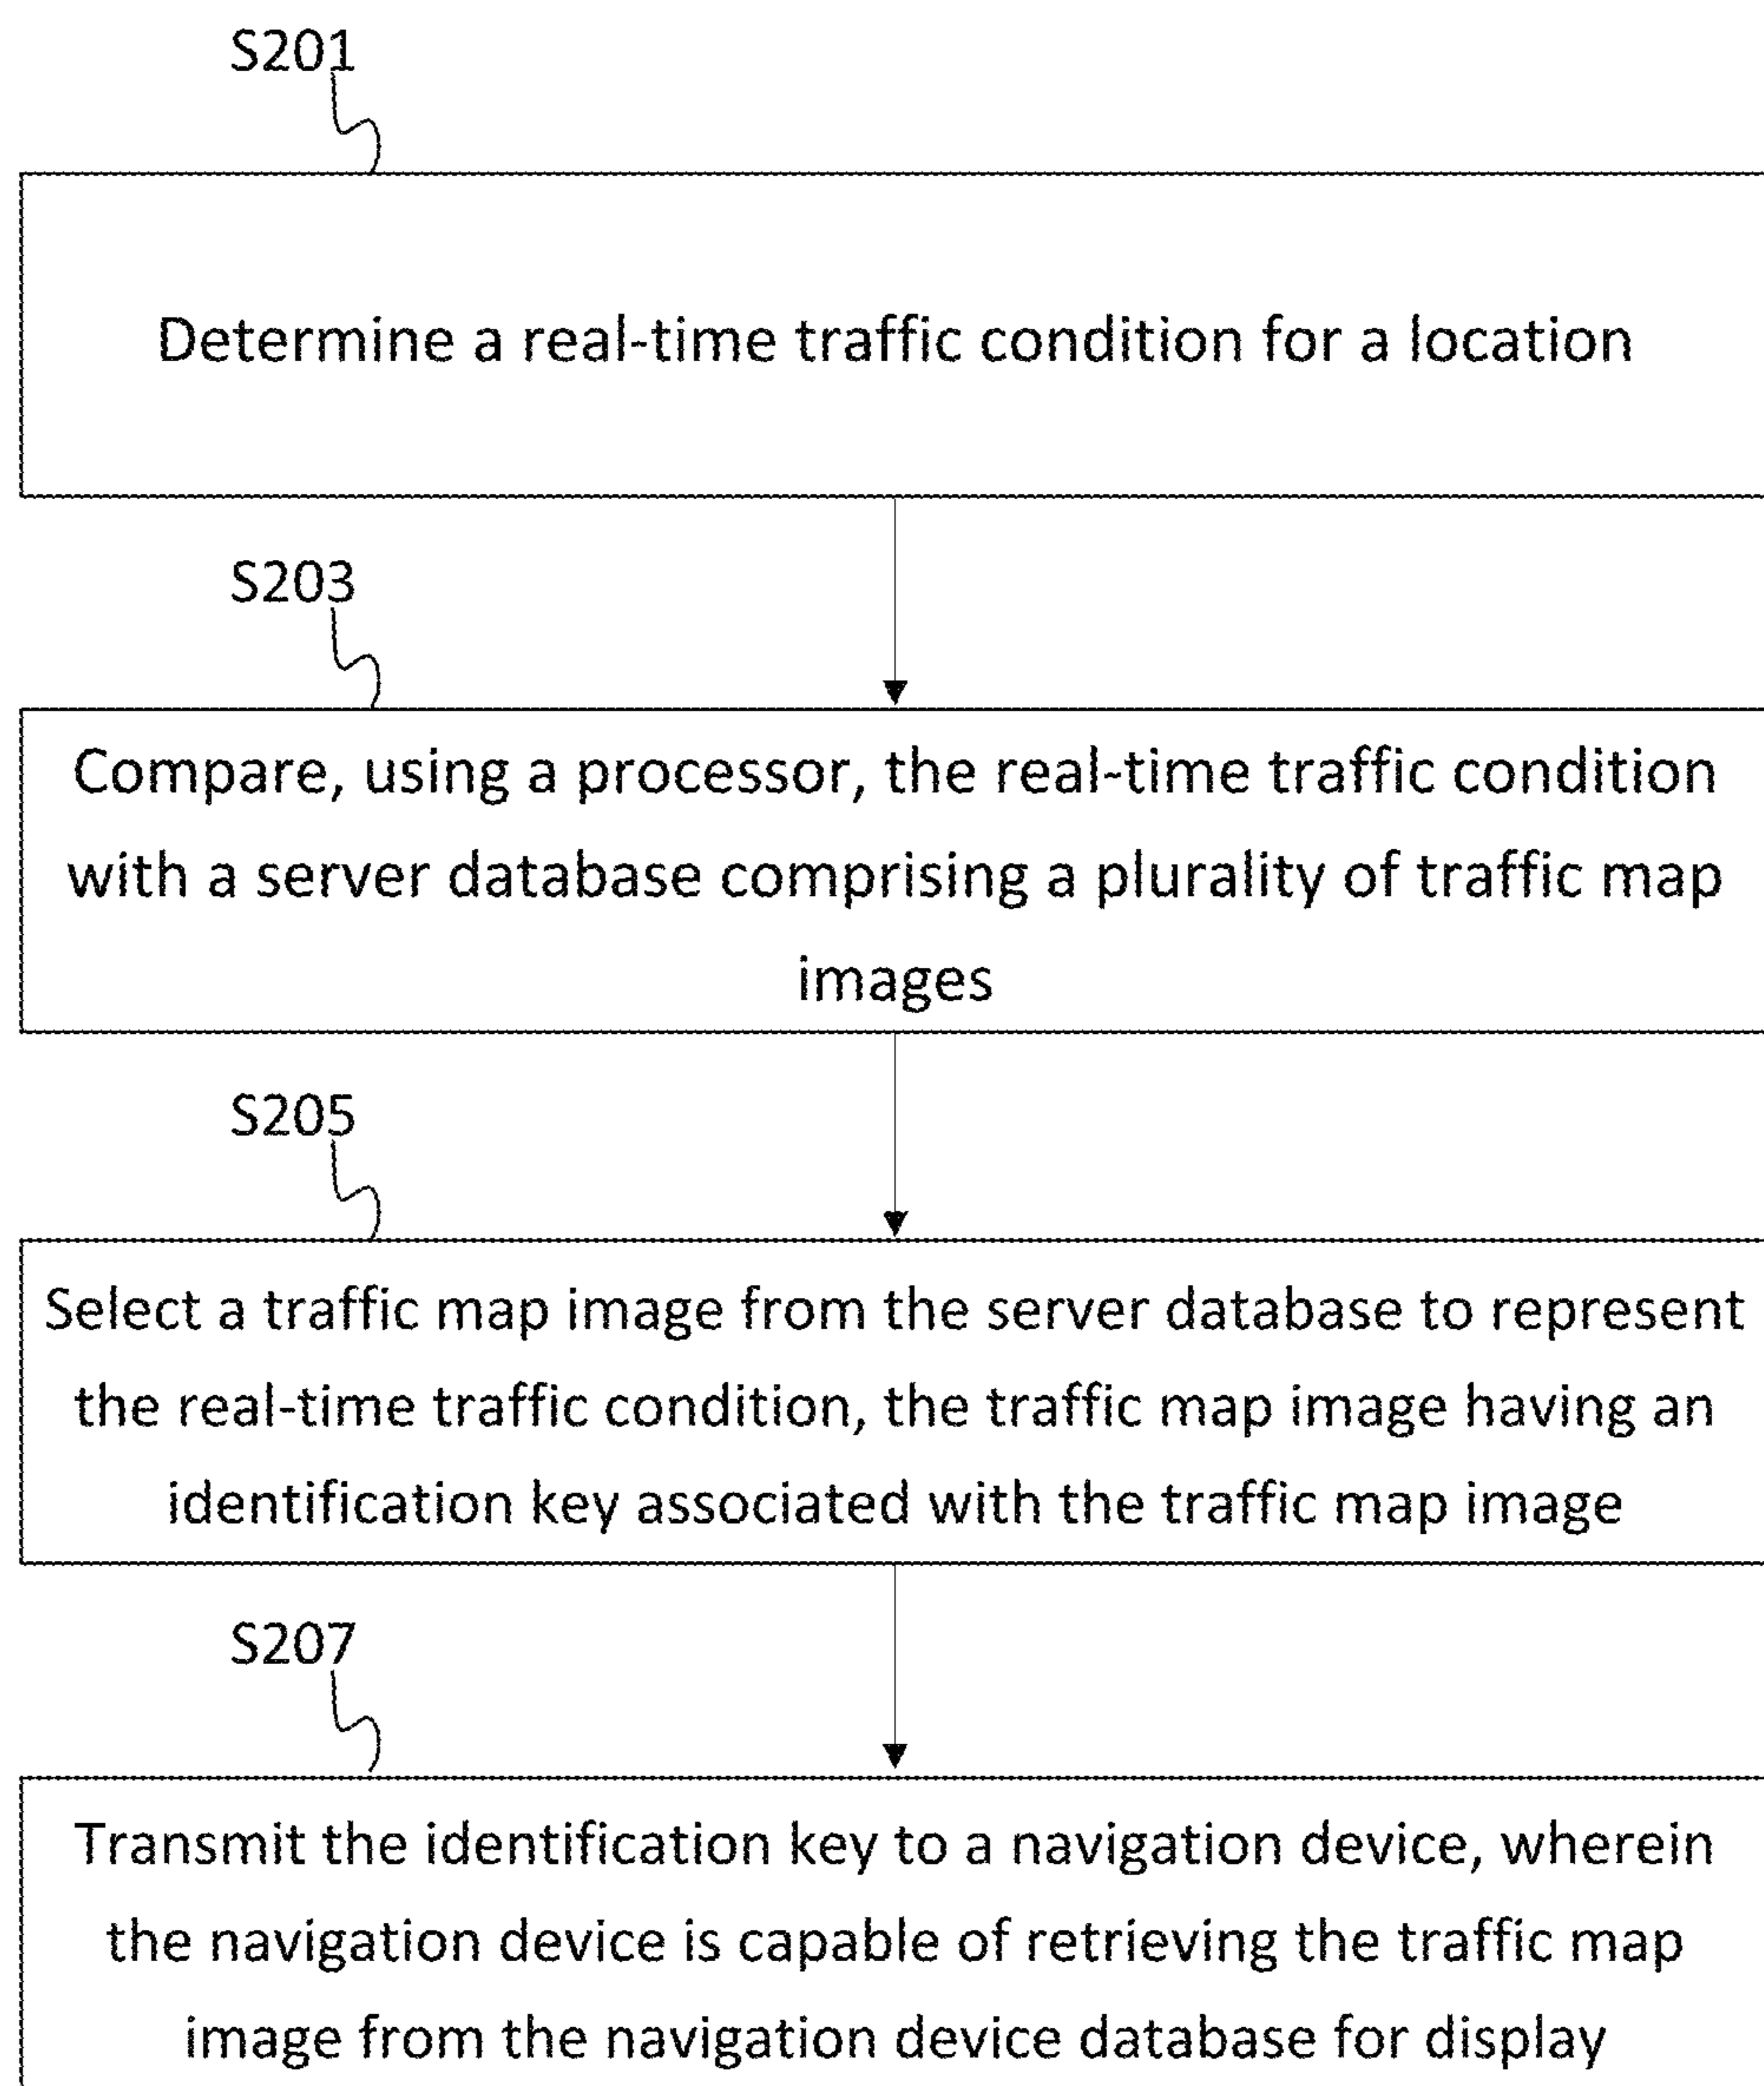 S201
Determine a real-time traffic condition for a location
S203
Compare, using a processor, the real-time traffic condition
with a server database comprising a plurality of traffic map
images
S205
Select a traffic map image from the server database to represent
the real-time traffic condition, the traffic map image having an
identification key associated with the traffic map image
S207
Transmit the identification key to a navigation device, wherein
the navigation device is capable of retrieving the traffic map
image from the navigation device database for display